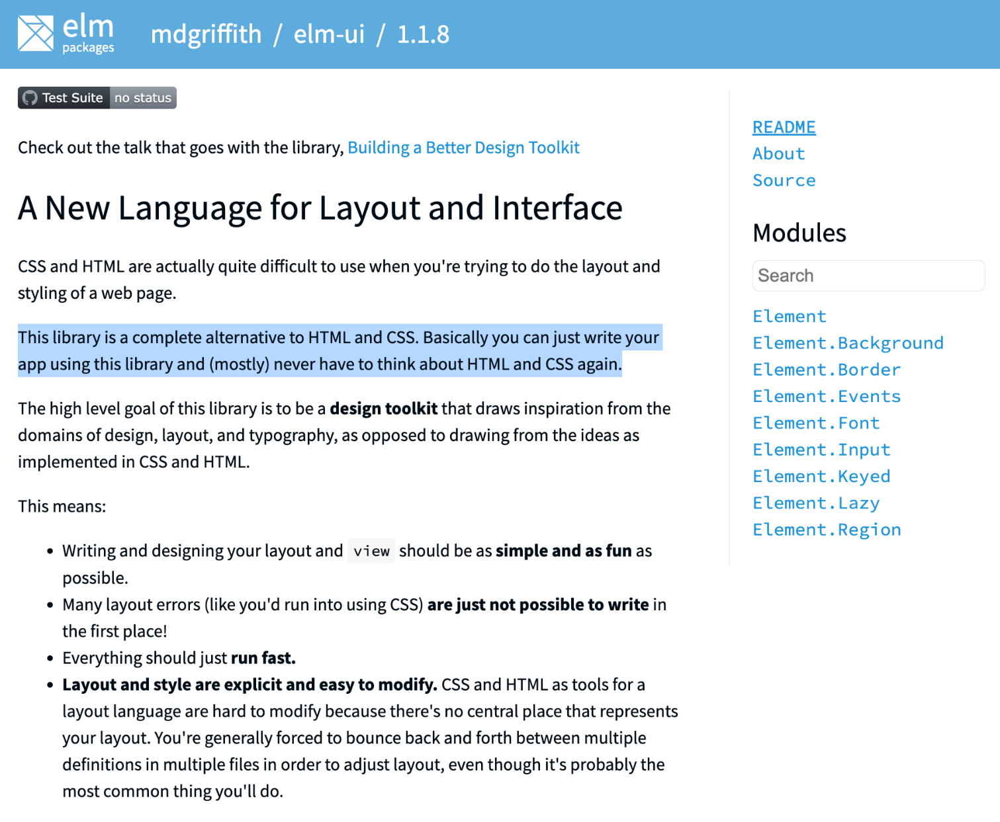 elm
packages
mdgriffith / elm-ui / 1.1.8
Test Suite no status
Check out the talk that goes with the library, Building a Better Design Toolkit
A New Language for Layout and Interface
CSS and HTML are actually quite difficult to use when you're trying to do the layout and
styling of a web page.
This library is a complete alternative to HTML and CSS. Basically you can just write your
app using this library and (mostly) never have to think about HTML and CSS again.
The high level goal of this library is to be a design toolkit that draws inspiration from the
domains of design, layout, and typography, as opposed to drawing from the ideas as
implemented in CSS and HTML.
This means:
• Writing and designing your layout and view should be as simple and as fun as
possible.
• Many layout errors (like you'd run into using CSS) are just not possible to write in
the first place!
• Everything should just run fast.
• Layout and style are explicit and easy to modify. CSS and HTML as tools for a
layout language are hard to modify because there's no central place that represents
your layout. You're generally forced to bounce back and forth between multiple
definitions in multiple files in order to adjust layout, even though it's probably the
most common thing you'll do.
README
About
Source
Modules
Search
Element
Element.Background
Element.Border
Element.Events
Element.Font
Element.Input
Element.Keyed
Element.Lazy
Element.Region